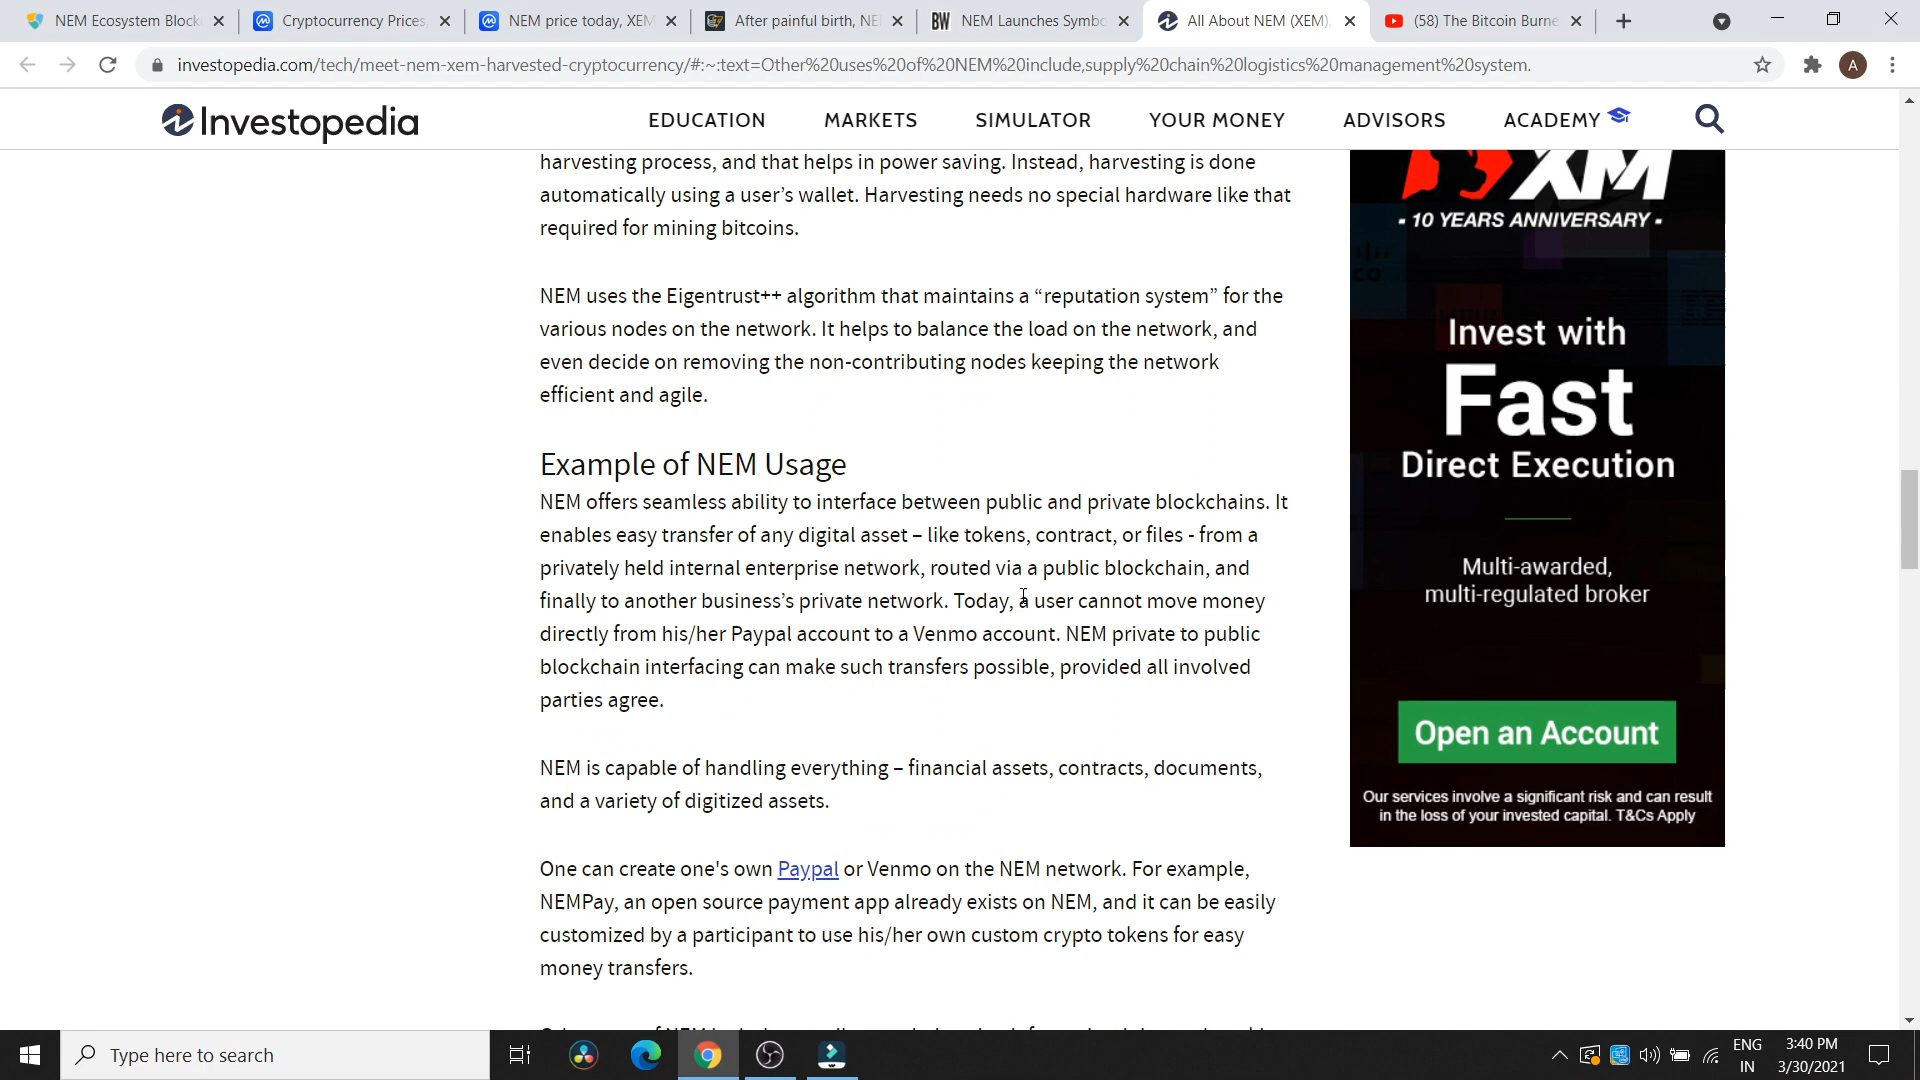 NEM Ecosystem Block
Cryptocurrency Prices,
NEM price today, XEM
After painful birth, NE
NEM Launches Symbo
All About NEM (XEM),
(58) The Bitcoin Burne
investopedia.com/tech/meet-nem-xem-harvested-cryptocurrency/#:~:text=Other%20uses%20of%20NEM%20include,supply%20chain%20logistics%20management%20system.
A
Investopedia
EDUCATION
MARKETS
SIMULATOR
YOUR MONEY
ADVISORS
ACADEMY
harvesting process, and that helps in power saving. Instead, harvesting is done
automatically using a user’s wallet. Harvesting needs no special hardware like that
required for mining bitcoins.
NEM uses the Eigentrust++ algorithm that maintains a “reputation system” for the
various nodes on the network. It helps to balance the load on the network, and
even decide on removing the non-contributing nodes keeping the network
efficient and agile.
Example of NEM Usage
NEM offers seamless ability to interface between public and private blockchains. It
enables easy transfer of any digital asset – like tokens, contract, or files - from a
privately held internal enterprise network, routed via a public blockchain, and
finally to another business’s private network. Today, a user cannot move money
directly from his/her Paypal account to a Venmo account. NEM private to public
blockchain interfacing can make such transfers possible, provided all involved
parties agree.
NEM is capable of handling everything – financial assets, contracts, documents,
and a variety of digitized assets.
One can create one's own Paypal or Venmo on the NEM network. For example,
NEMPay, an open source payment app already exists on NEM, and it can be easily
customized by a participant to use his/her own custom crypto tokens for easy
money transfers.
XM
- 10 YEARS ANNIVERSARY -
Invest with
Fast
Direct Execution
Multi-awarded,
multi-regulated broker
Open an Account
Our services involve a significant risk and can result
in the loss of your invested capital. T&Cs Apply
Type here to search
ENG
IN
3:40 PM
3/30/2021